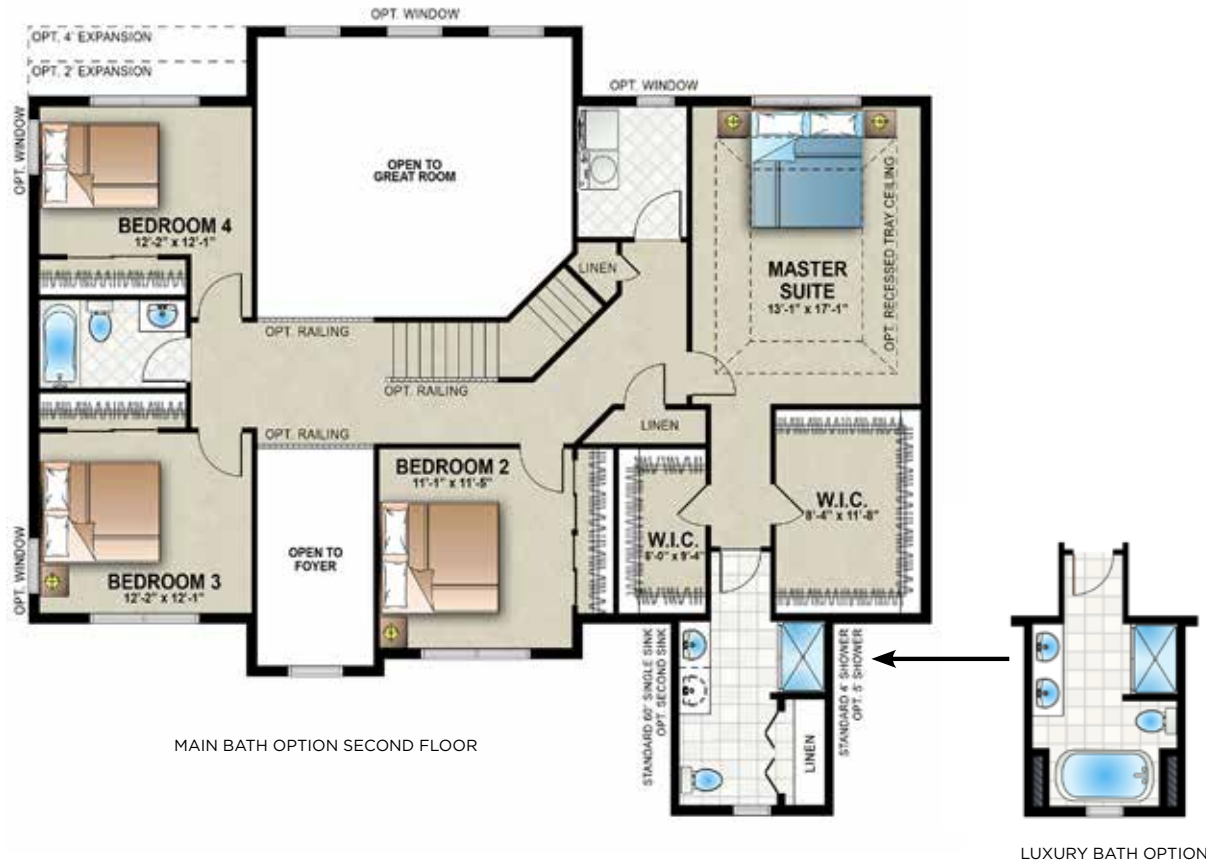 OPT. WINDOW
OPT. 4' EXPANSION
OPT. 2' EXPANSION
OPT. WINDOW
OPT. WINDOW
OPEN TO
GREAT ROOM
BEDROOM 4
12'-2" x 12'-1"
LINEN
MASTER
SUITE
13'-1" x 17'-1"
OPT. RECESSED TRAY CEILING
OPT. RAILING
OPT. RAILING
OPT. RAILING
LINEN
BEDROOM 2
11'-1" x 11'-5"
W.I.C.
8'-4" x 11'-8"
W.I.C.
6'-0" x 9'-4"
OPEN TO
FOYER
OPT. WINDOW
BEDROOM 3
12'-2" x 12'-1"
STANDARD 60" SINGLE SINK
OPT. SECOND SINK
STANDARD 4' SHOWER
OPT. 5' SHOWER
LINEN
MAIN BATH OPTION SECOND FLOOR
LUXURY BATH OPTION